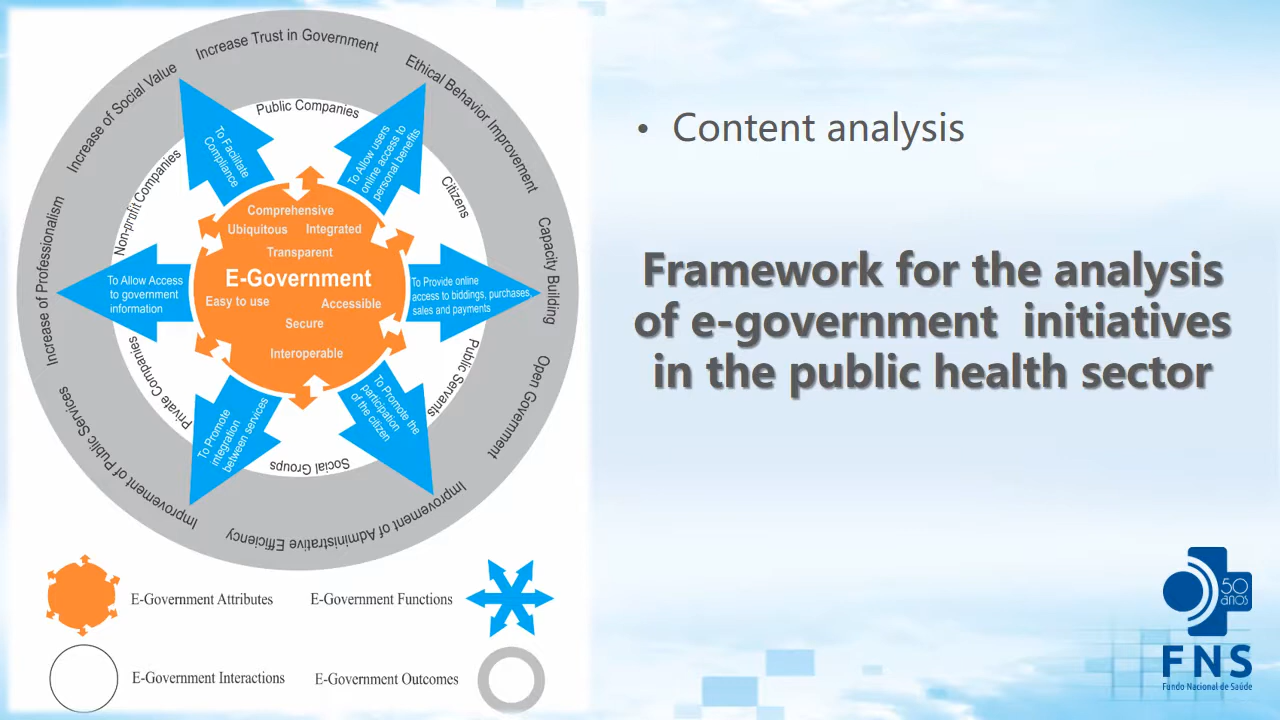 Increase Trust in Government
Ethical Behavior Improvement
Capacity Building
Open Government
Improvement of Administrative Efficiency
Improvement of Public Services
Increase of Professionalism
Increase of Social Value
Public Companies
Citizens
Public Servants
Social Groups
Private Companies
Non-profit Companies
To Facilitate
Compliance
To Allow users
online access to
personal benefits
To Provide online
access to biddings, purchases,
sales and payments
To Promote the
participation
of the citizen
To Promote
integration
between services
To Allow Access
to government
information
Comprehensive
Ubiquitous Integrated
Transparent
E-Government
Easy to use Accessible
Secure
Interoperable
E-Government Attributes
E-Government Functions
E-Government Interactions
E-Government Outcomes
• Content analysis
Framework for the analysis
of e-government initiatives
in the public health sector
50
anos
FNS
Fundo Nacional de Saúde